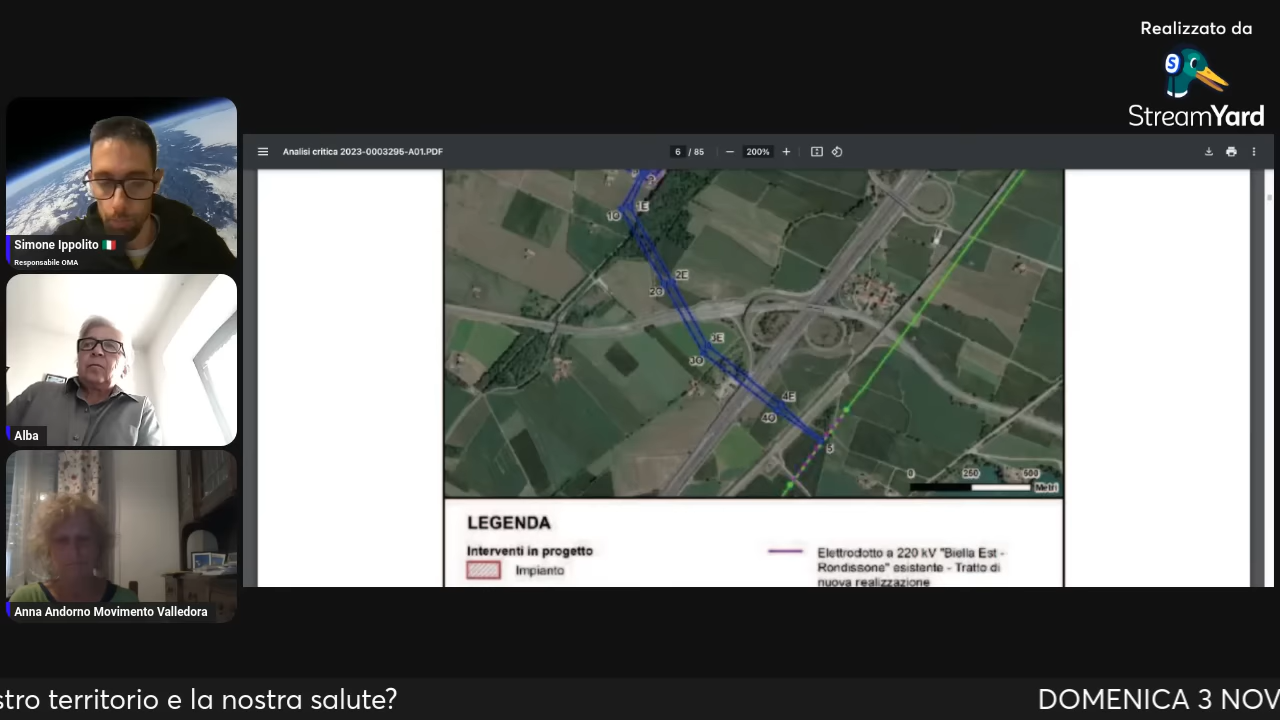 Realizzato da
StreamYard
Analisi critica 2023-0003295-A01.PDF
6 / 85
200%
1E
1O
2E
2O
3E
3O
4E
4O
5
0 250 500
Metri
LEGENDA
Interventi in progetto
Impianto
Elettrodotto a 220 kV "Biella Est -
Rondissone" esistente - Tratto di
nuova realizzazione
Simone Ippolito
Responsabile OMA
Alba
Anna Andorno Movimento Valledora
stro territorio e la nostra salute?
DOMENICA 3 NOV